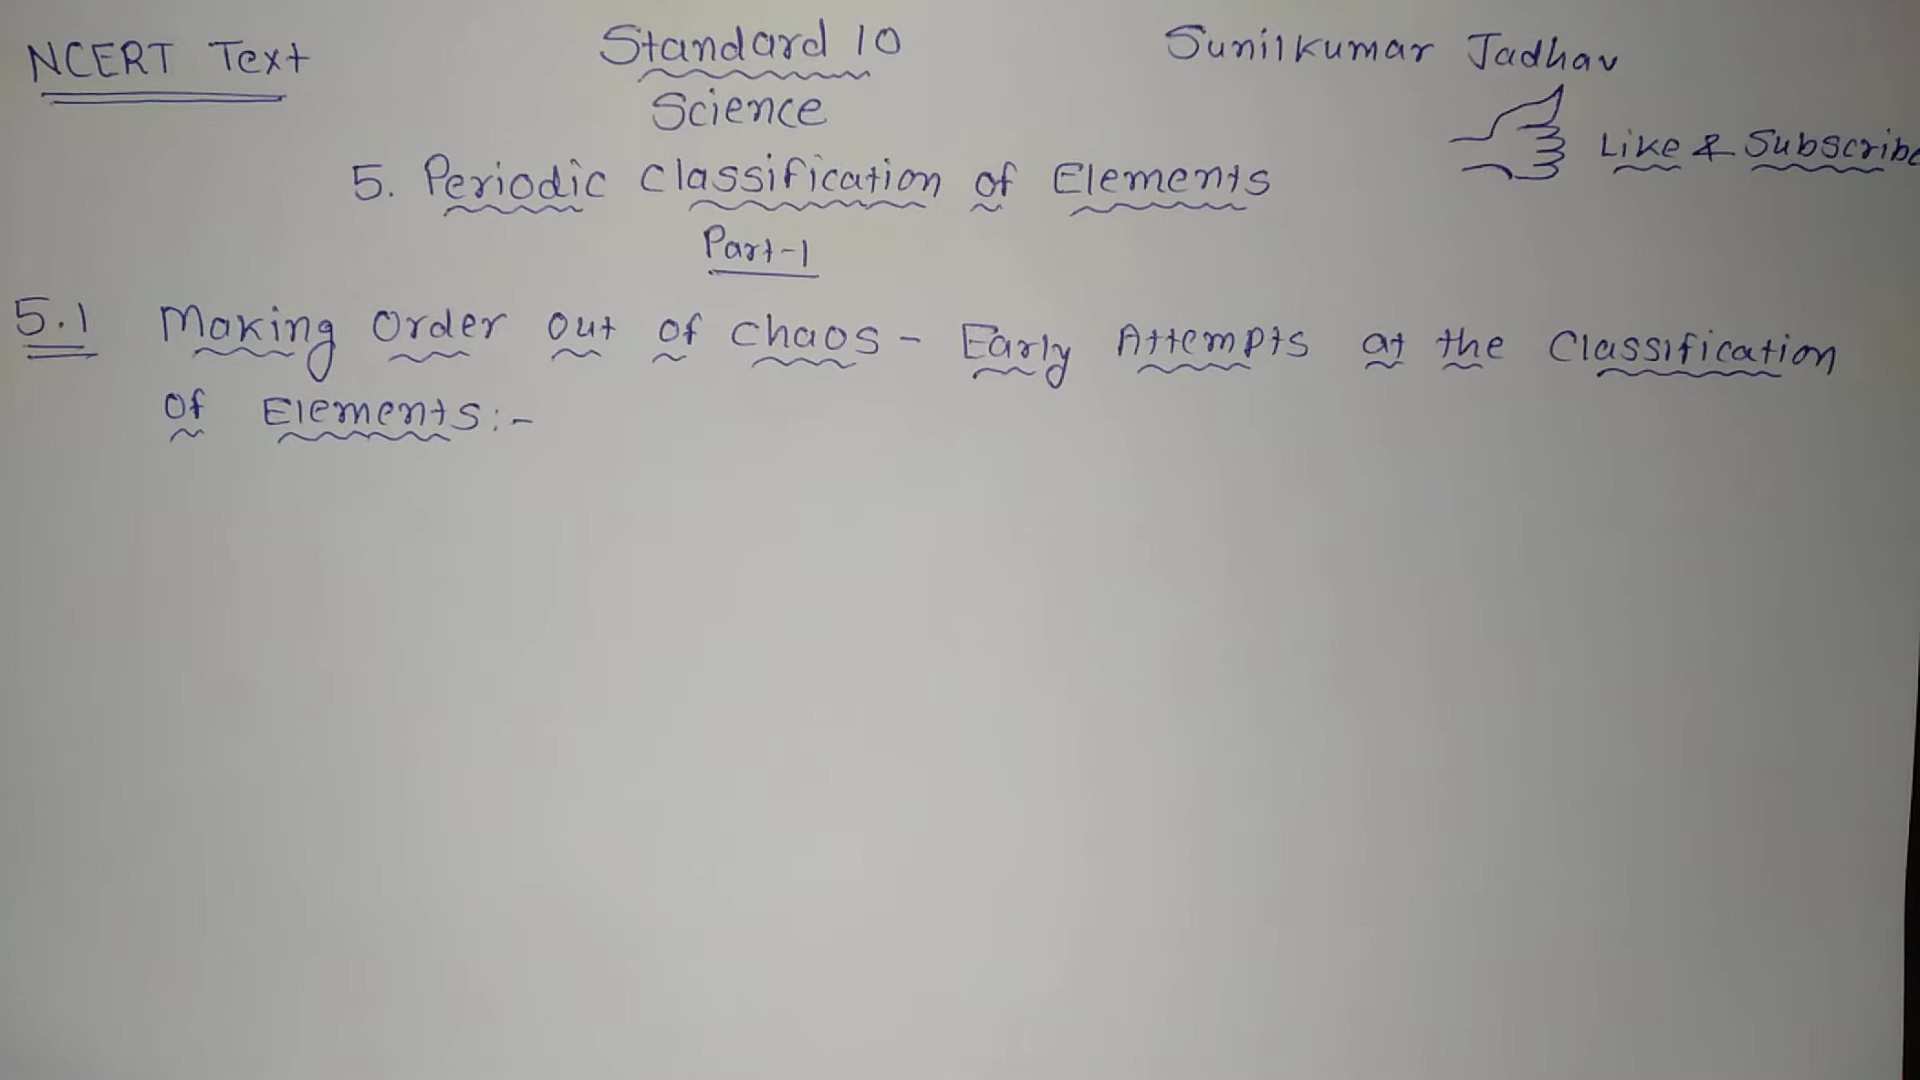 NCERT Text
Standard 10
Sunilkumar Jadhav
Science
Like & Subscribe
5. Periodic Classification of Elements
Part-1
5.1 Making Order out of chaos - Early Attempts at the Classification
of Elements:-